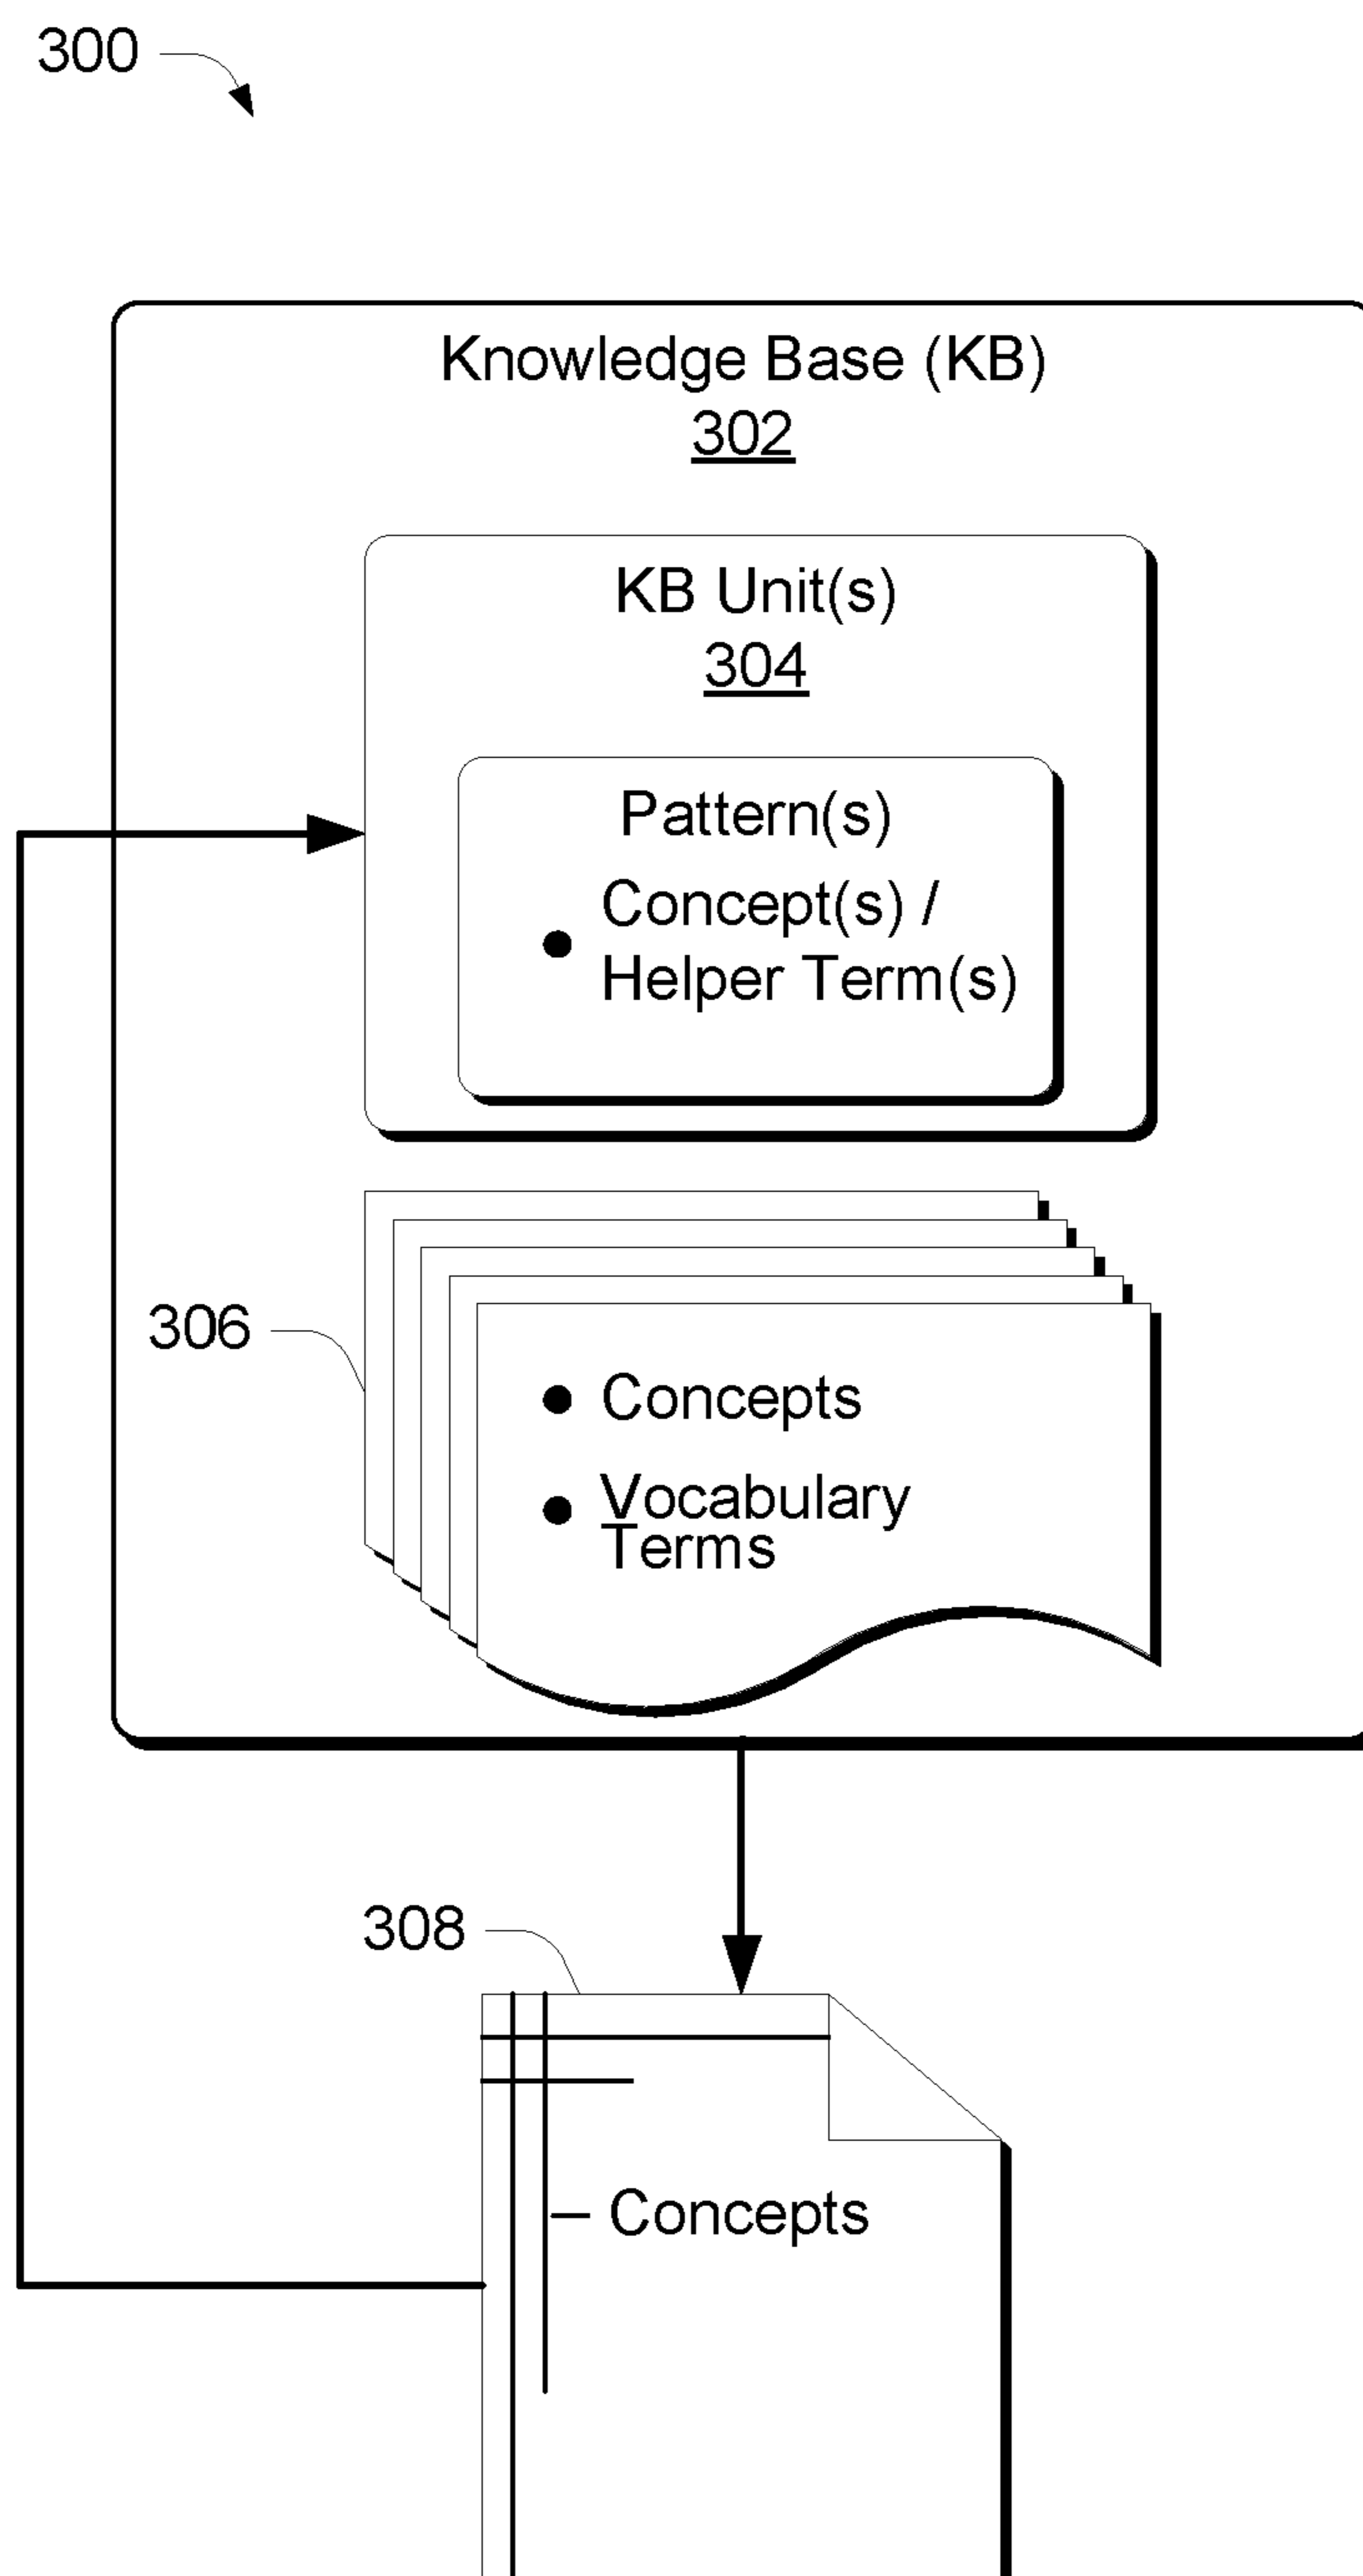 300
Knowledge Base (KB)
302
KB Unit(s)
304
Pattern(s)
● Concept(s) /
Helper Term(s)
306
● Concepts
● Vocabulary
Terms
308
– Concepts